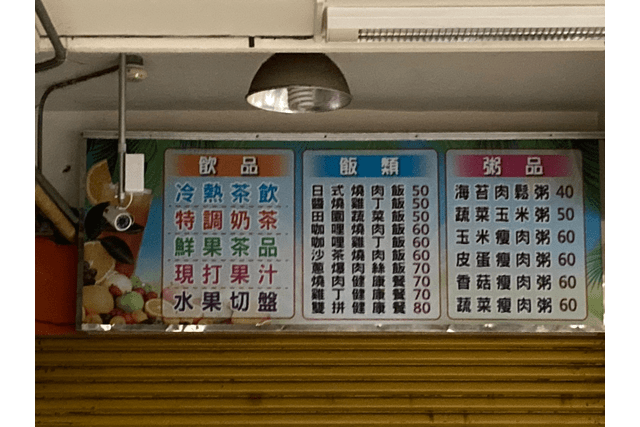 飲品
冷熱茶飲
特調奶茶
鮮果茶品
現打果汁
水果切盤
飯類
日式燒肉飯 50
醬燒雞丁飯 50
田園蔬菜飯 50
咖哩燒肉飯 60
咖哩雞丁飯 60
沙茶燒肉飯 60
蔥爆肉絲飯 70
燒肉健康餐 70
雞丁健康餐 70
雙拼健康餐 80
粥品
海苔肉鬆粥 40
蔬菜玉米粥 50
玉米瘦肉粥 60
皮蛋瘦肉粥 60
香菇瘦肉粥 60
蔬菜瘦肉粥 60